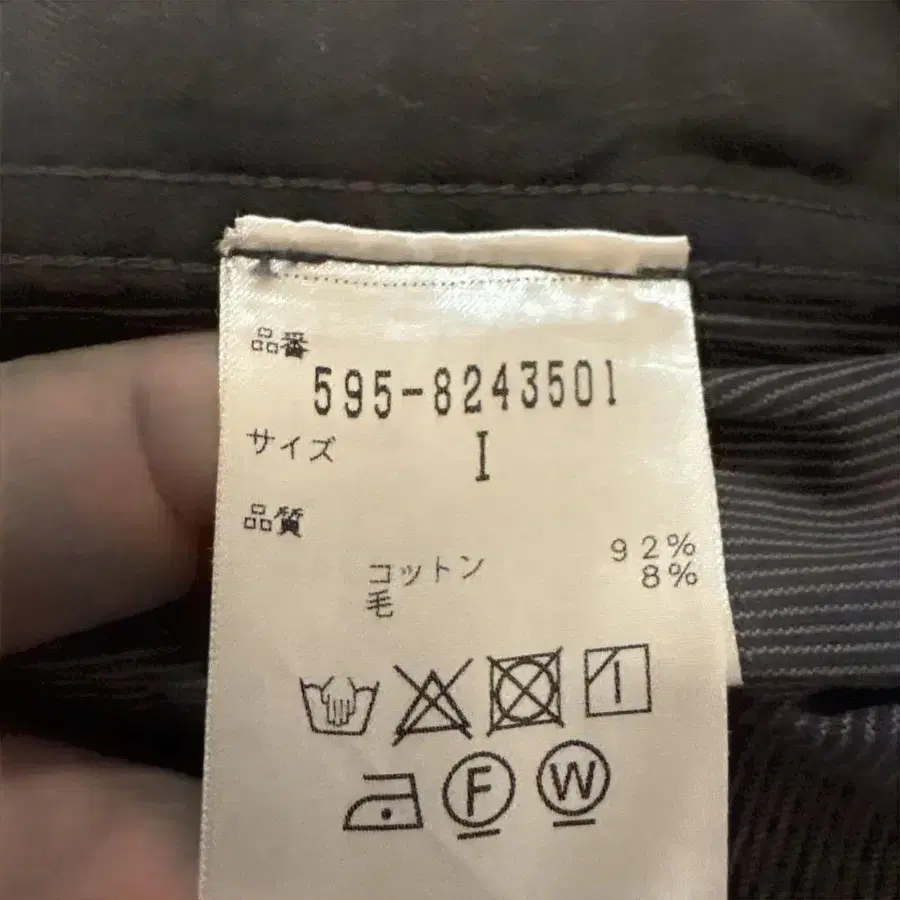 品番
595-8243501
サイズ I
品質
コットン 92%
毛 8%
F W